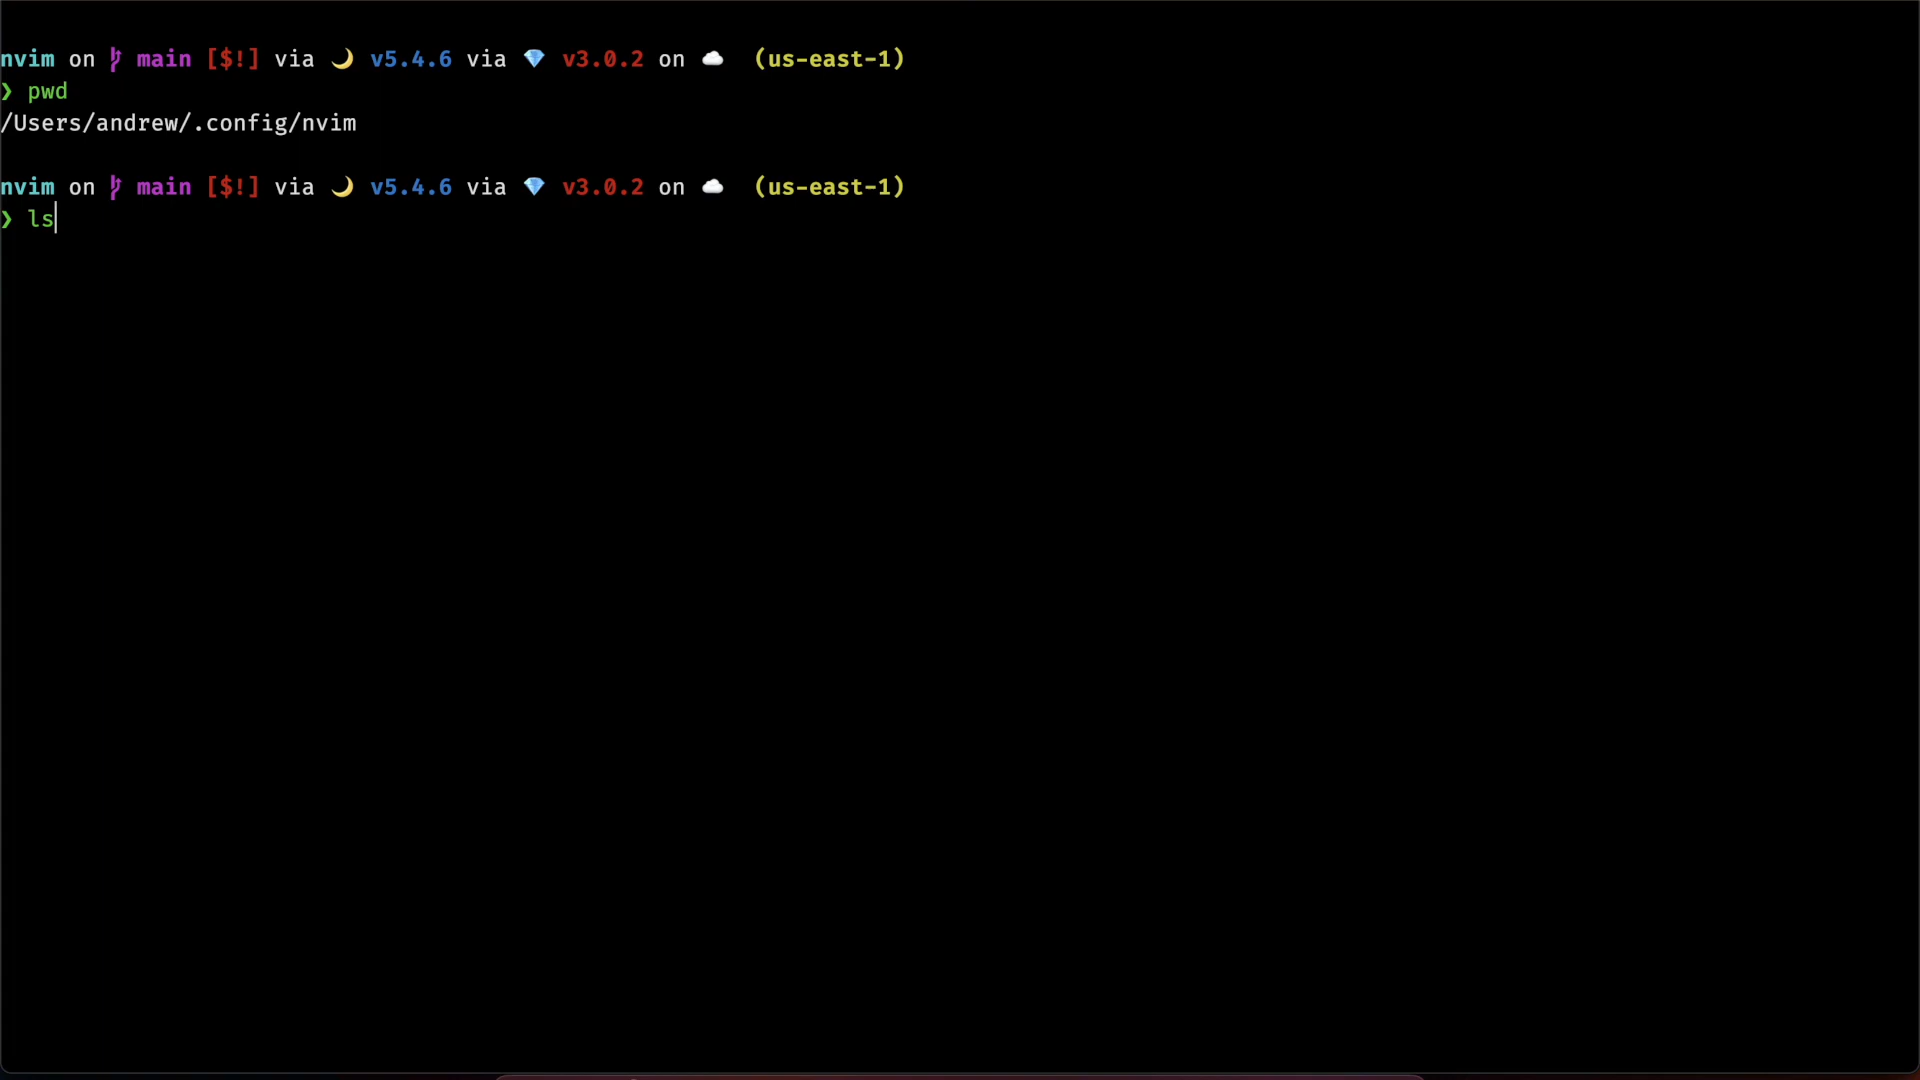 nvim on main [$!] via 🌙 v5.4.6 via 💎 v3.0.2 on ☁️ (us-east-1)
❯ pwd
/Users/andrew/.config/nvim
nvim on main [$!] via 🌙 v5.4.6 via 💎 v3.0.2 on ☁️ (us-east-1)
❯ ls